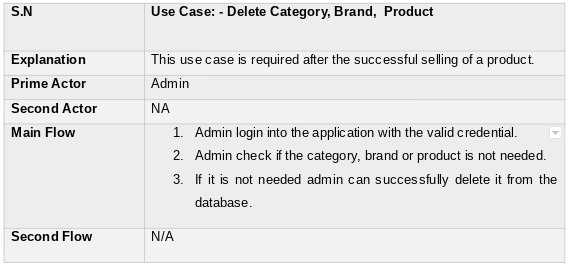 S.N Use Case: - Delete Category, Brand, Product
Explanation This use case is required after the successful selling of a product.
Prime Actor Admin
Second Actor NA
Main Flow 1. Admin login into the application with the valid credential.
2. Admin check if the category, brand or product is not needed.
3. If it is not needed admin can successfully delete it from the
database.
Second Flow N/A